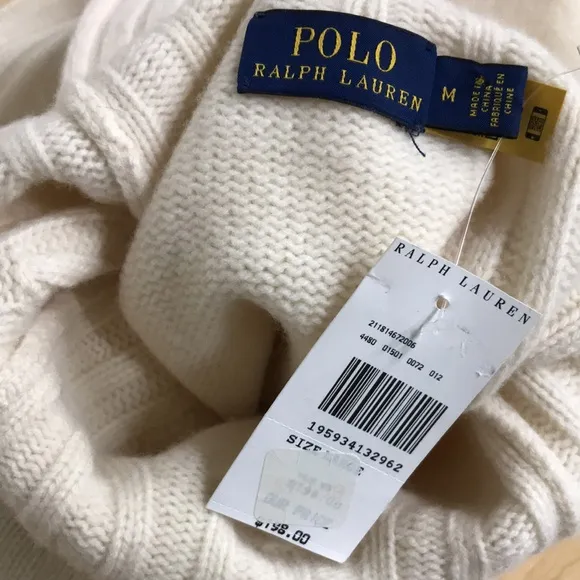 POLO
RALPH LAUREN
M
MADE IN
CHINA
FABRIQUÉ EN
CHINE
RALPH LAUREN
211814672006
4480 01501 0072 012
195934132962
SIZE
$198.00